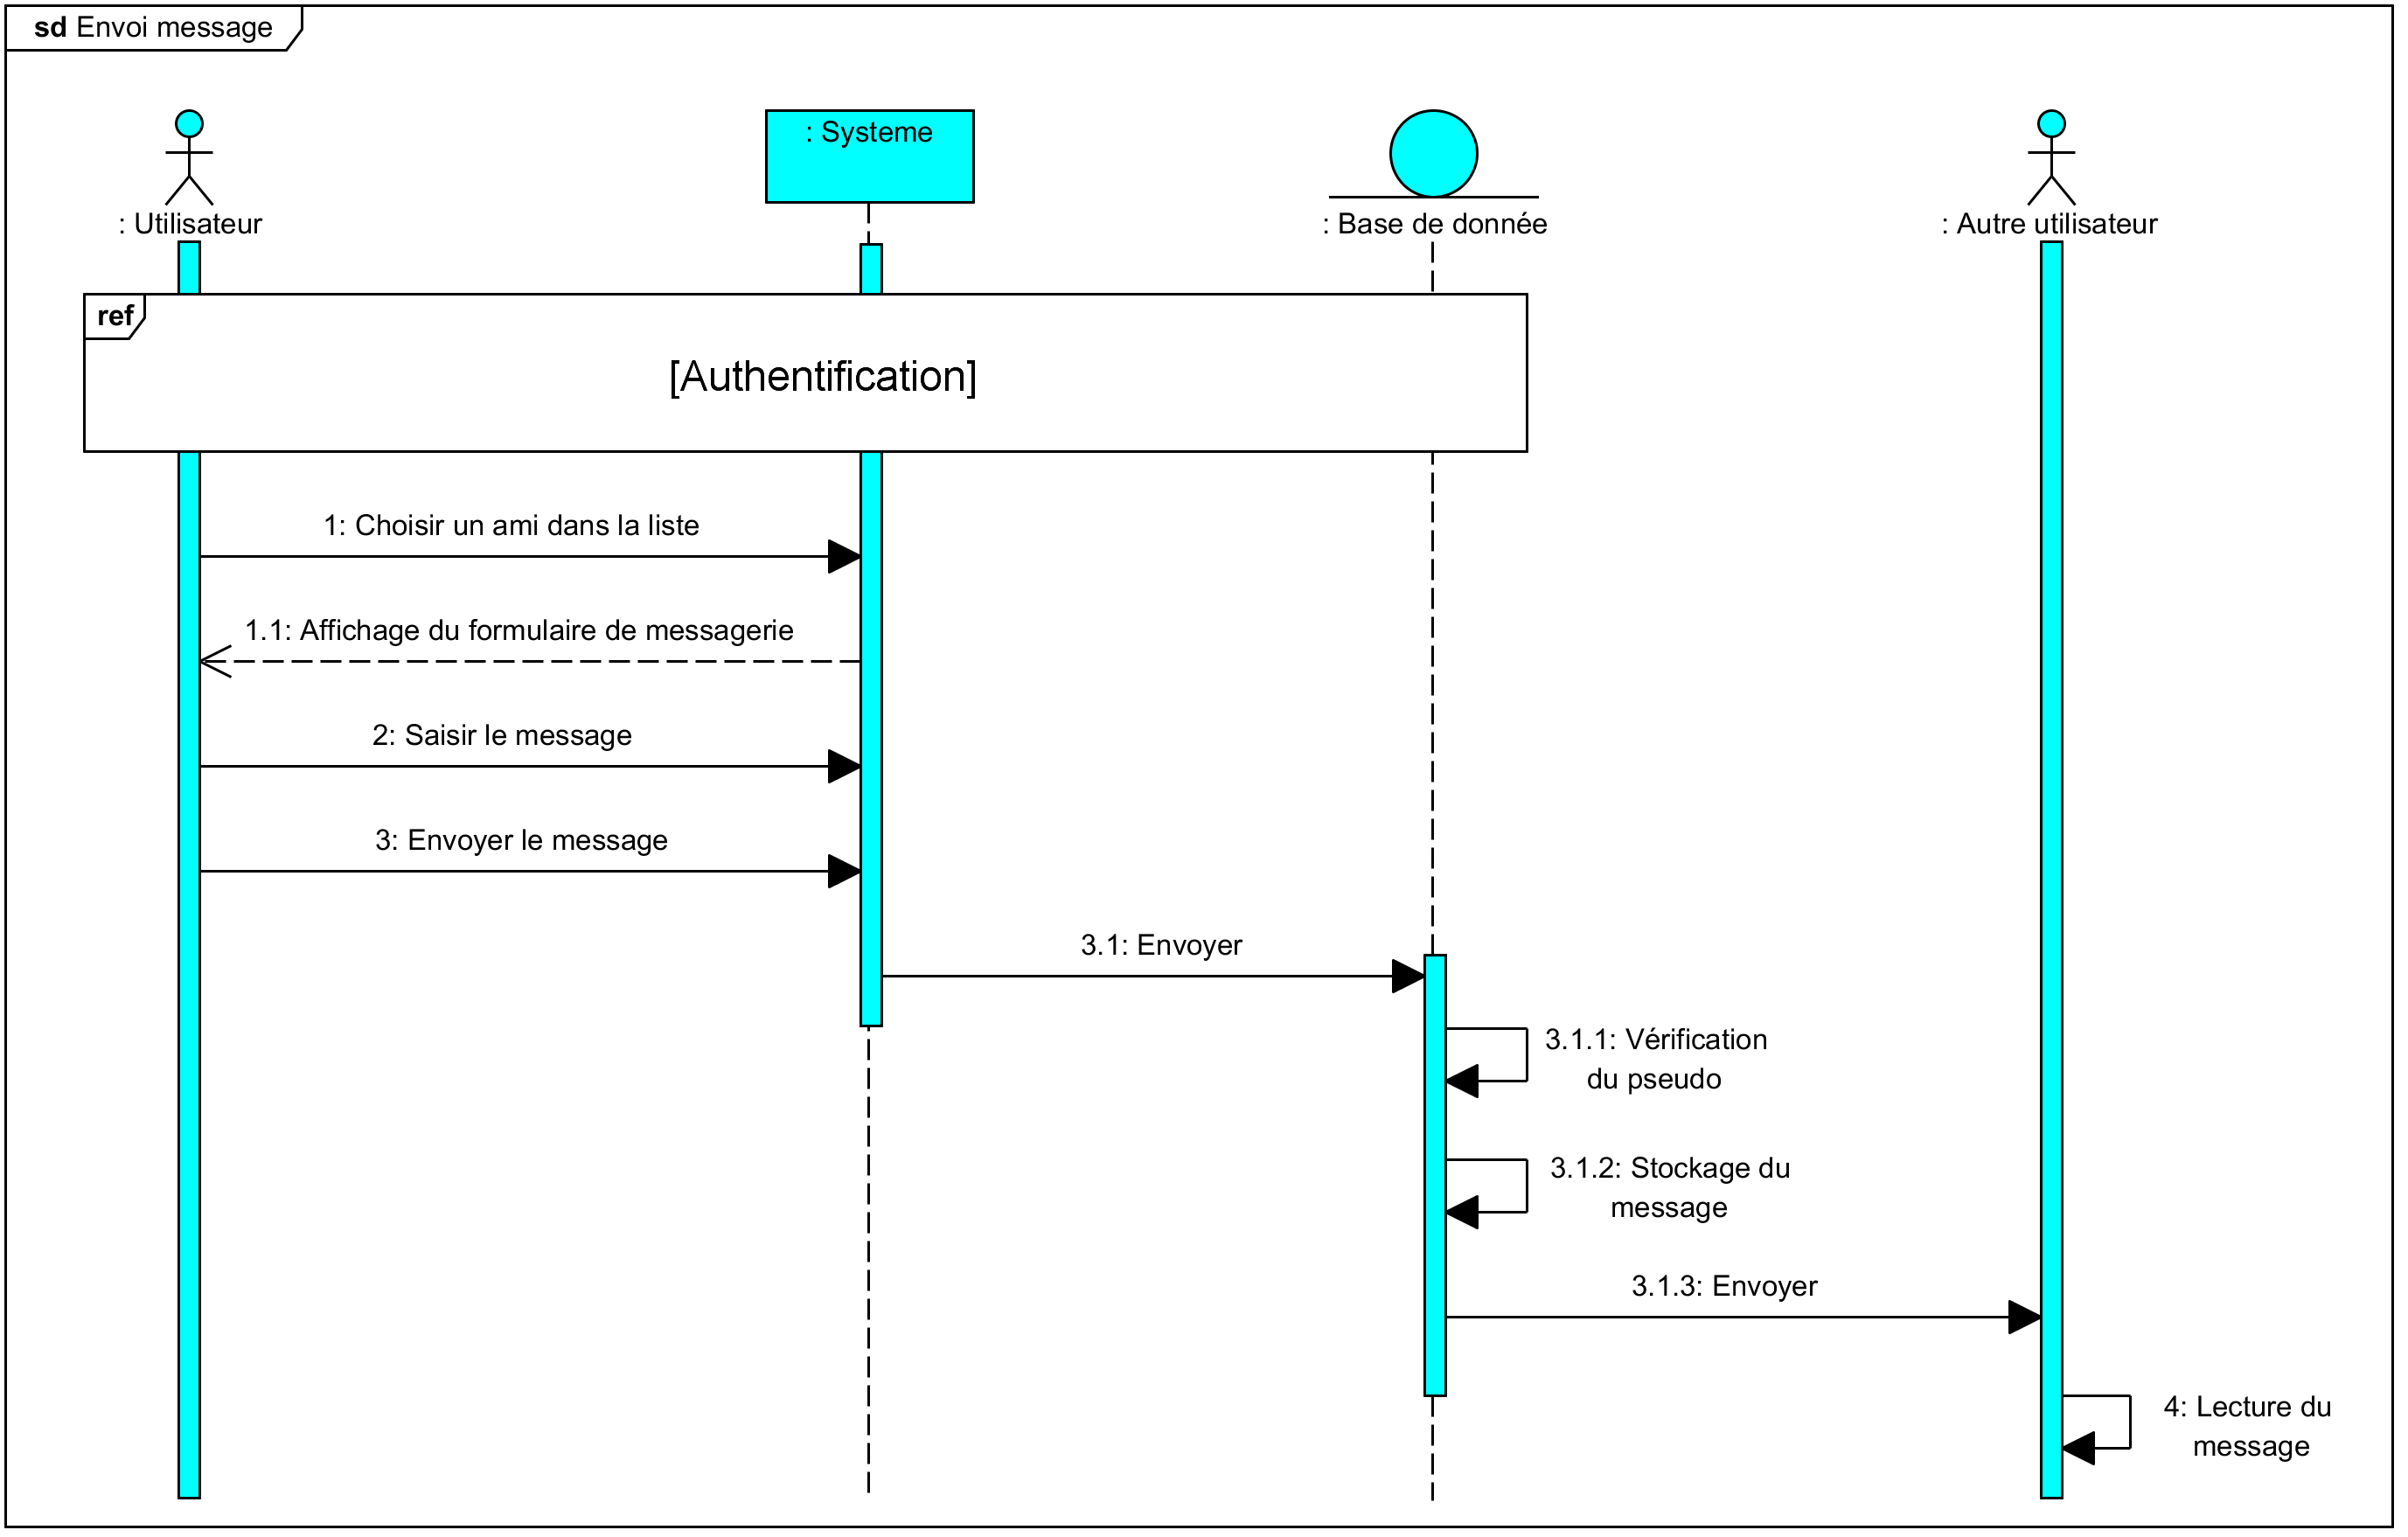 sd Envoi message
: Utilisateur
: Systeme
: Base de donnée
: Autre utilisateur
ref
[Authentification]
1: Choisir un ami dans la liste
1.1: Affichage du formulaire de messagerie
2: Saisir le message
3: Envoyer le message
3.1: Envoyer
3.1.1: Vérification
du pseudo
3.1.2: Stockage du
message
3.1.3: Envoyer
4: Lecture du
message